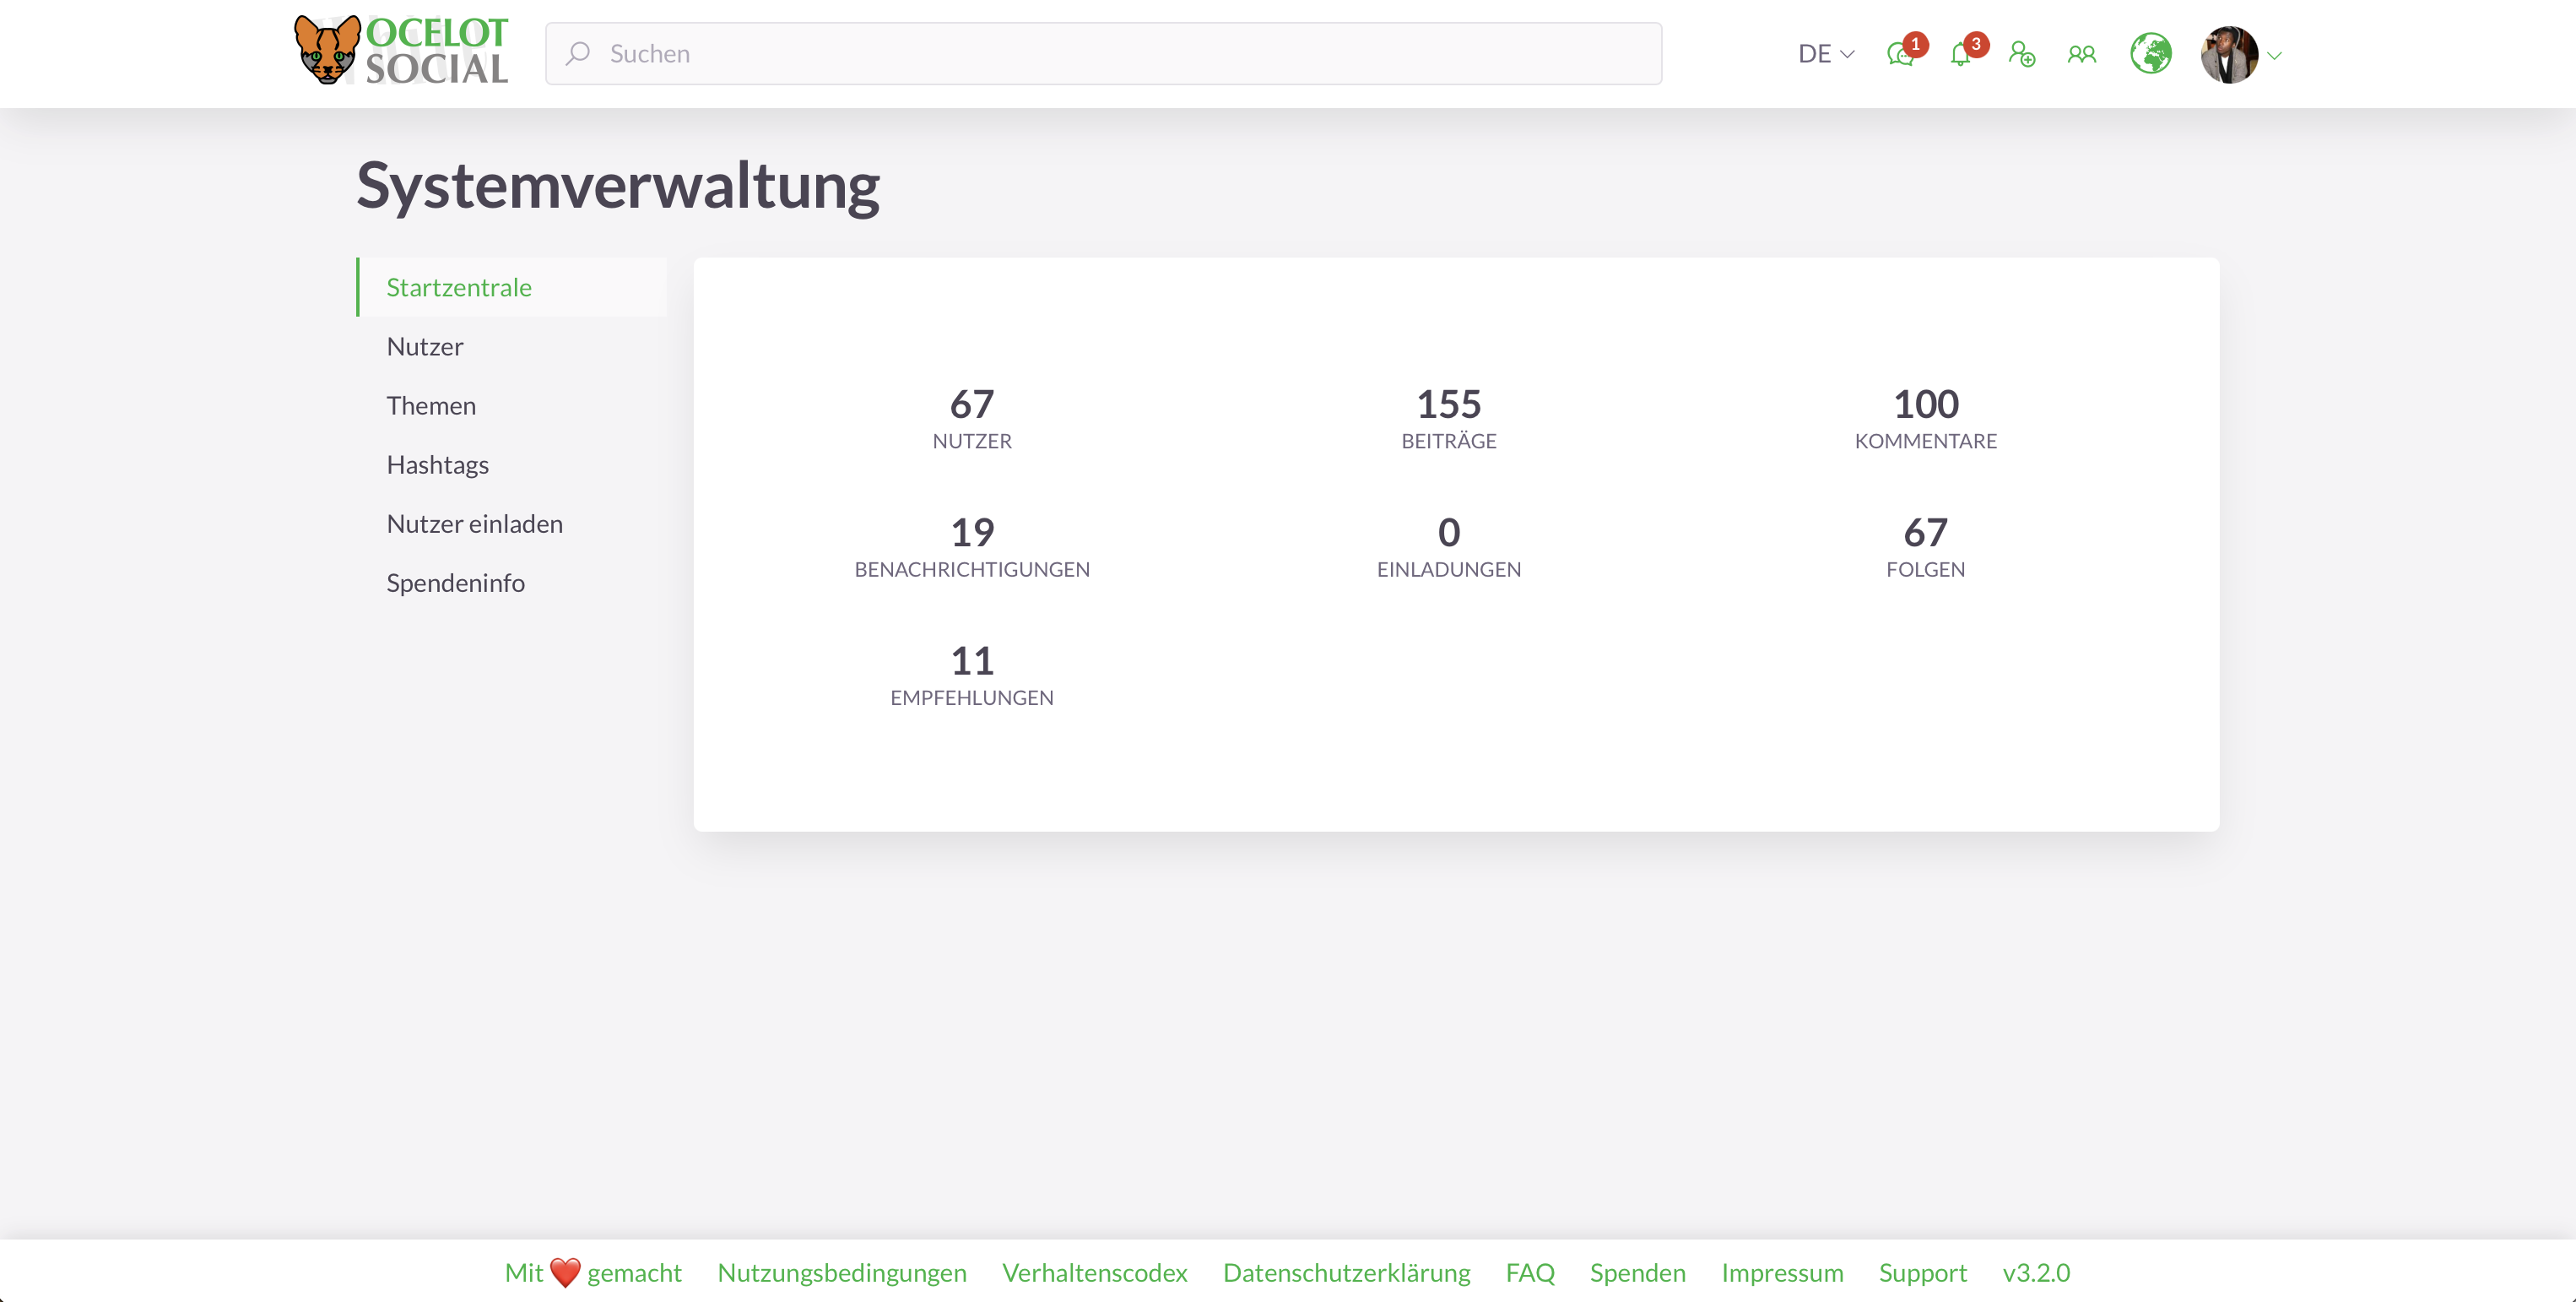 OCELOT
SOCIAL
Suchen
DE
1
3
Systemverwaltung
Startzentrale
Nutzer
Themen
Hashtags
Nutzer einladen
Spendeninfo
67
NUTZER
155
BEITRÄGE
100
KOMMENTARE
19
BENACHRICHTIGUNGEN
0
EINLADUNGEN
67
FOLGEN
11
EMPFEHLUNGEN
Mit ❤️ gemacht Nutzungsbedingungen Verhaltenscodex Datenschutzerklärung FAQ Spenden Impressum Support v3.2.0